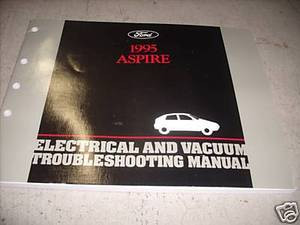 Ford
1995
ASPIRE
ELECTRICAL AND VACUUM
TROUBLESHOOTING MANUAL